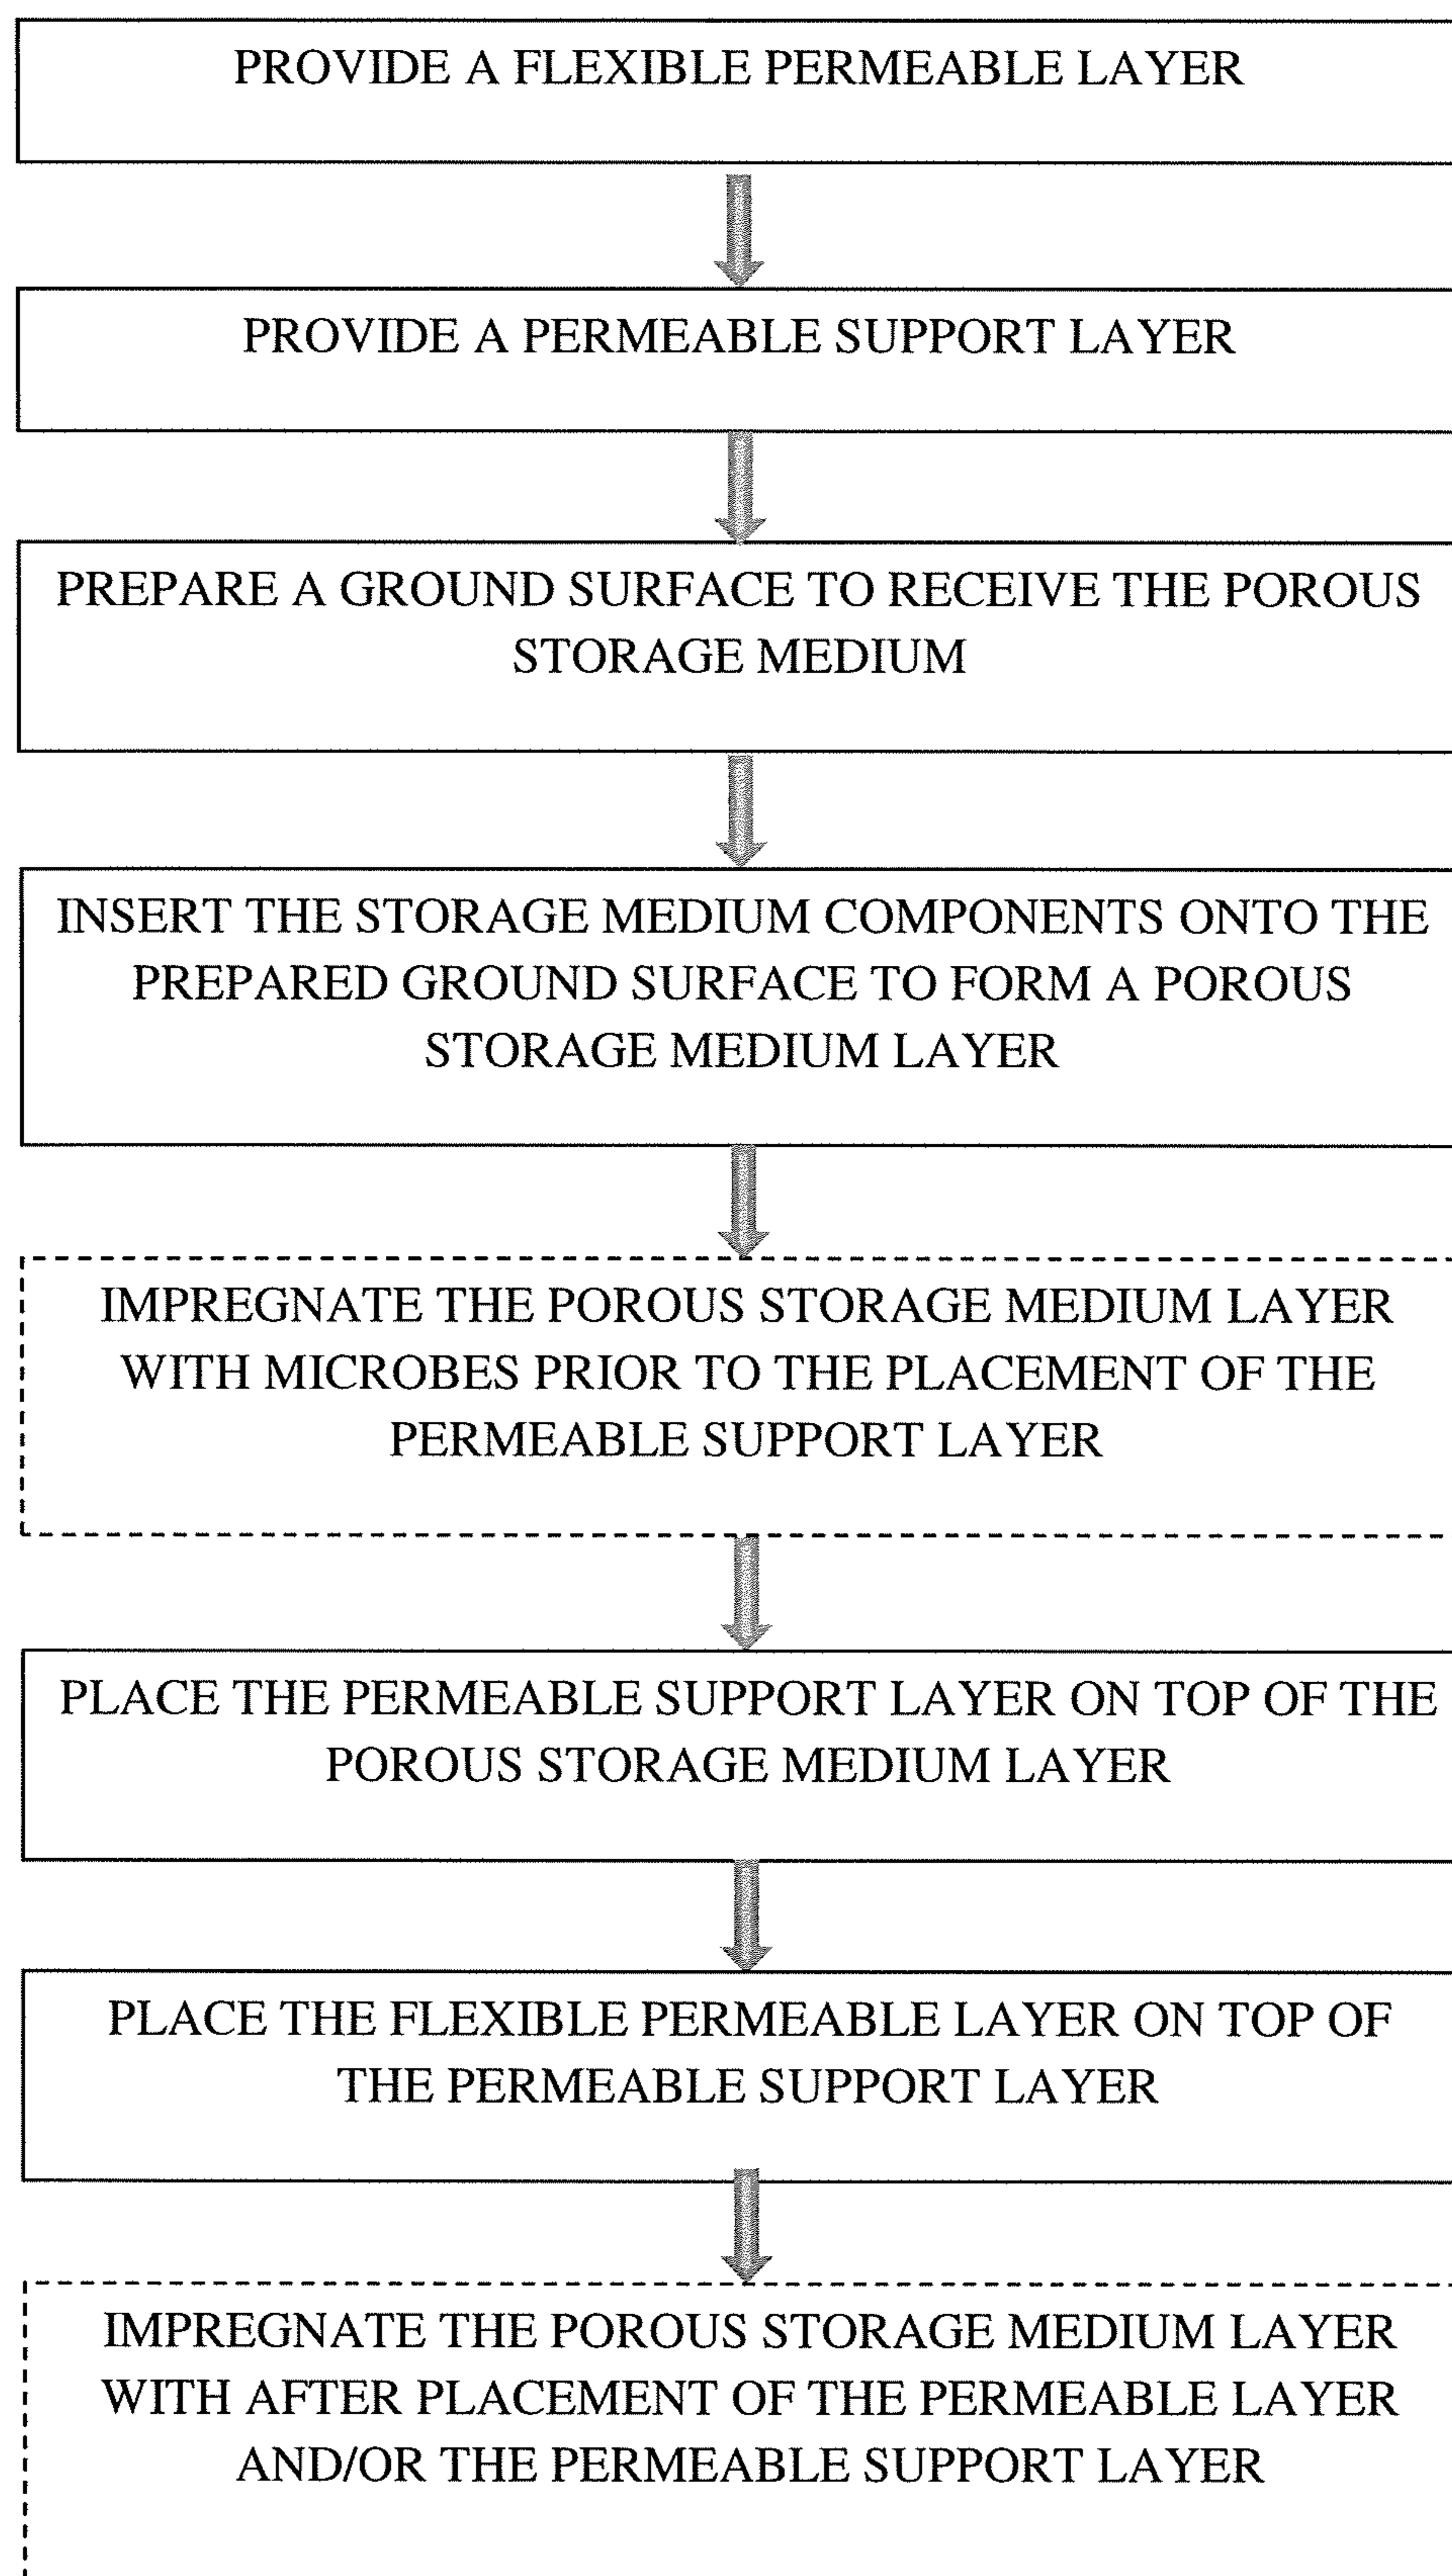 PROVIDE A FLEXIBLE PERMEABLE LAYER
PROVIDE A PERMEABLE SUPPORT LAYER
PREPARE A GROUND SURFACE TO RECEIVE THE POROUS
STORAGE MEDIUM
INSERT THE STORAGE MEDIUM COMPONENTS ONTO THE
PREPARED GROUND SURFACE TO FORM A POROUS
STORAGE MEDIUM LAYER
IMPREGNATE THE POROUS STORAGE MEDIUM LAYER
WITH MICROBES PRIOR TO THE PLACEMENT OF THE
PERMEABLE SUPPORT LAYER
PLACE THE PERMEABLE SUPPORT LAYER ON TOP OF THE
POROUS STORAGE MEDIUM LAYER
PLACE THE FLEXIBLE PERMEABLE LAYER ON TOP OF
THE PERMEABLE SUPPORT LAYER
IMPREGNATE THE POROUS STORAGE MEDIUM LAYER
WITH AFTER PLACEMENT OF THE PERMEABLE LAYER
AND/OR THE PERMEABLE SUPPORT LAYER